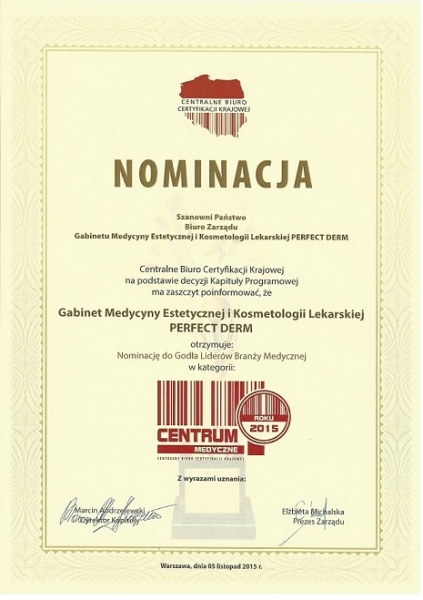 CENTRALNE BIURO
CERTYFIKACJI KRAJOWEJ
NOMINACJA
Szanowni Państwo
Biuro Zarządu
Gabinetu Medycyny Estetycznej i Kosmetologii Lekarskiej PERFECT DERM
Centralne Biuro Certyfikacji Krajowej
na podstawie decyzji Kapituły Programowej
ma zaszczyt poinformować, że
Gabinet Medycyny Estetycznej i Kosmetologii Lekarskiej
PERFECT DERM
otrzymuje:
Nominację do Godła Liderów Branży Medycznej
w kategorii:
ROKU
2015
CENTRUM
MEDYCZNE
CENTRALNE BIURO CERTYFIKACJI KRAJOWEJ
Z wyrazami uznania:
Marcin Andrzejewski
Dyrektor Kapituły
Elżbieta Michalska
Prezes Zarządu
Warszawa, dnia 05 listopad 2015 r.